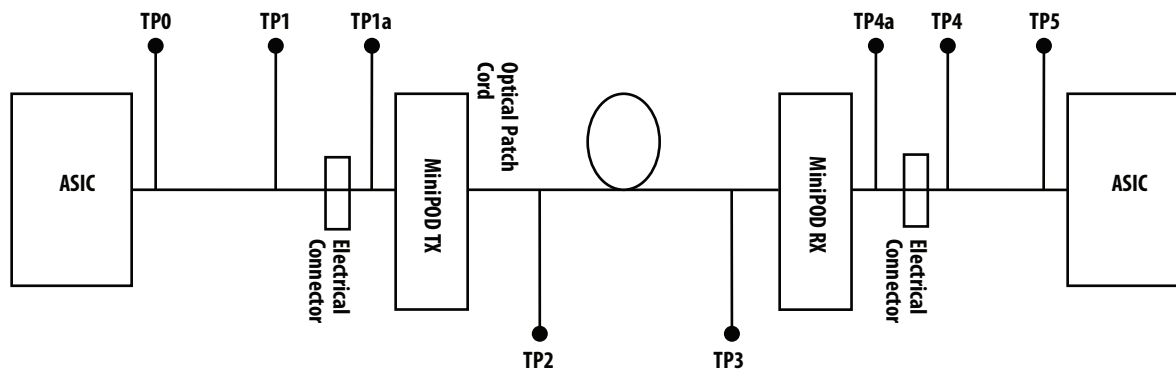 TP0
TP1
TP1a
TP4a
TP4
TP5
Optical Patch
Cord
ASIC
MiniPOD TX
MiniPOD RX
ASIC
Electrical
Connector
Electrical
Connector
TP2
TP3